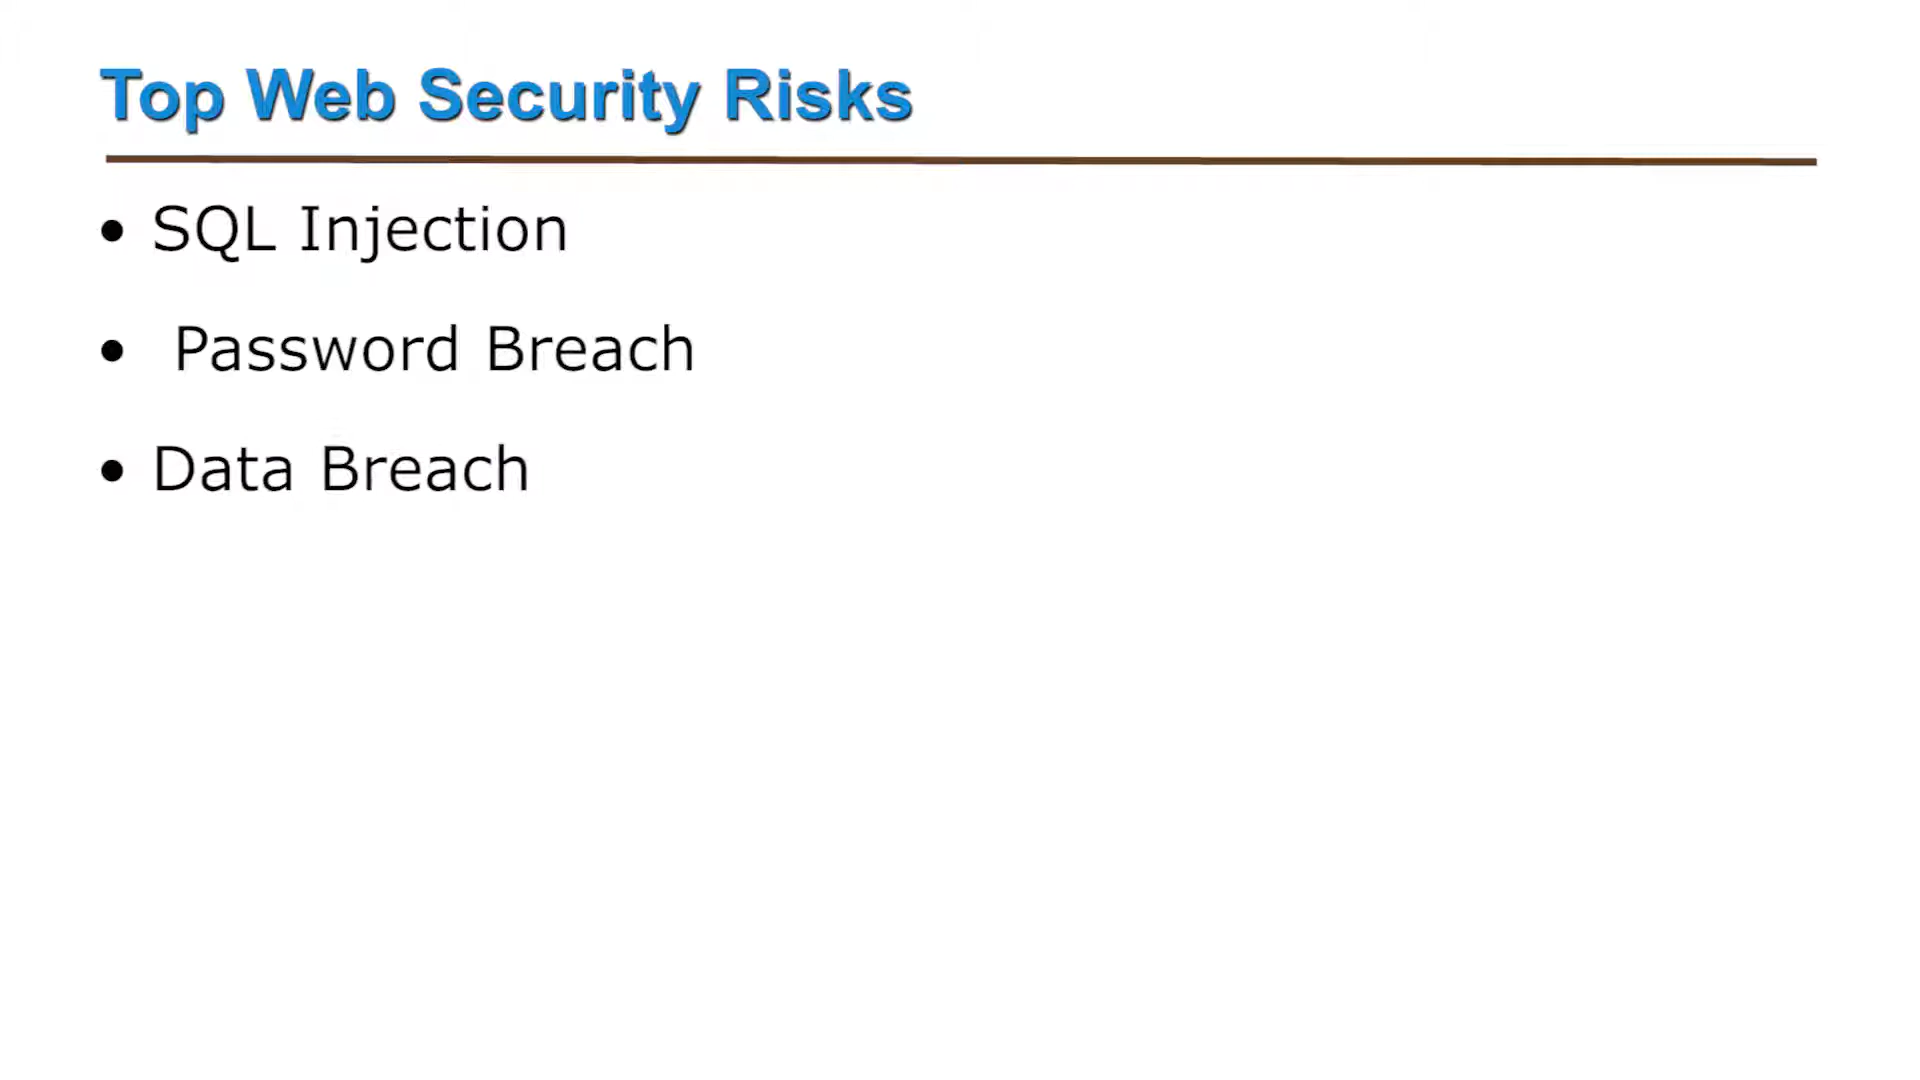 Top Web Security Risks
• SQL Injection
• Password Breach
• Data Breach